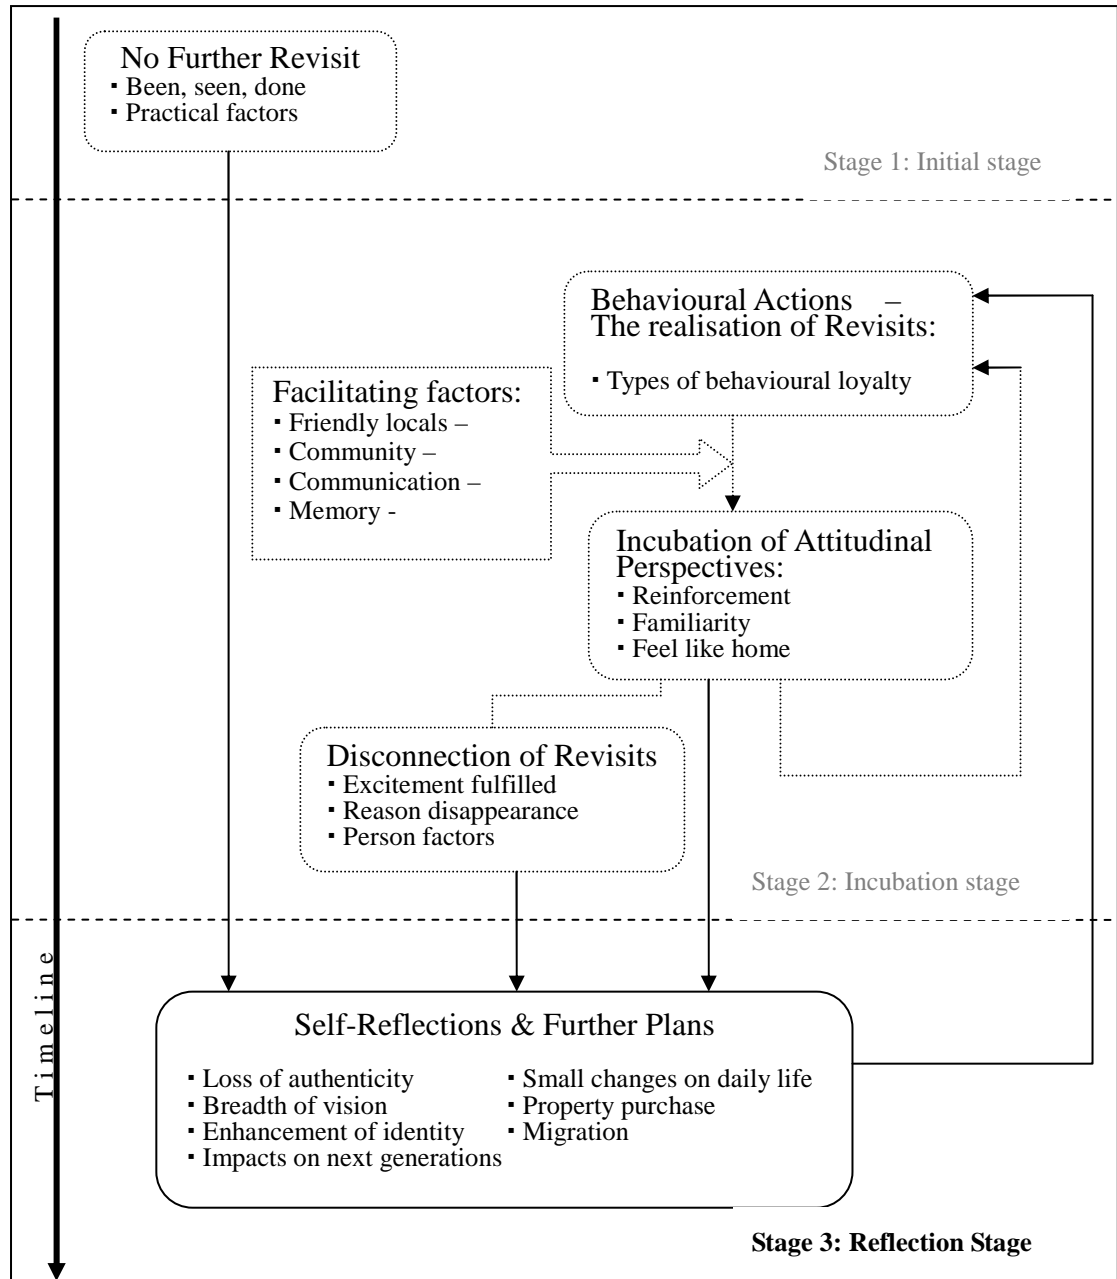 No Further Revisit
▪ Been, seen, done
▪ Practical factors
Stage 1: Initial stage
Behavioural Actions –
The realisation of Revisits:
▪ Types of behavioural loyalty
Facilitating factors:
▪ Friendly locals –
▪ Community –
▪ Communication –
▪ Memory -
Incubation of Attitudinal
Perspectives:
▪ Reinforcement
▪ Familiarity
▪ Feel like home
Disconnection of Revisits
▪ Excitement fulfilled
▪ Reason disappearance
▪ Person factors
Stage 2: Incubation stage
Timeline
Self-Reflections & Further Plans
▪ Loss of authenticity
▪ Breadth of vision
▪ Enhancement of identity
▪ Impacts on next generations
▪ Small changes on daily life
▪ Property purchase
▪ Migration
Stage 3: Reflection Stage